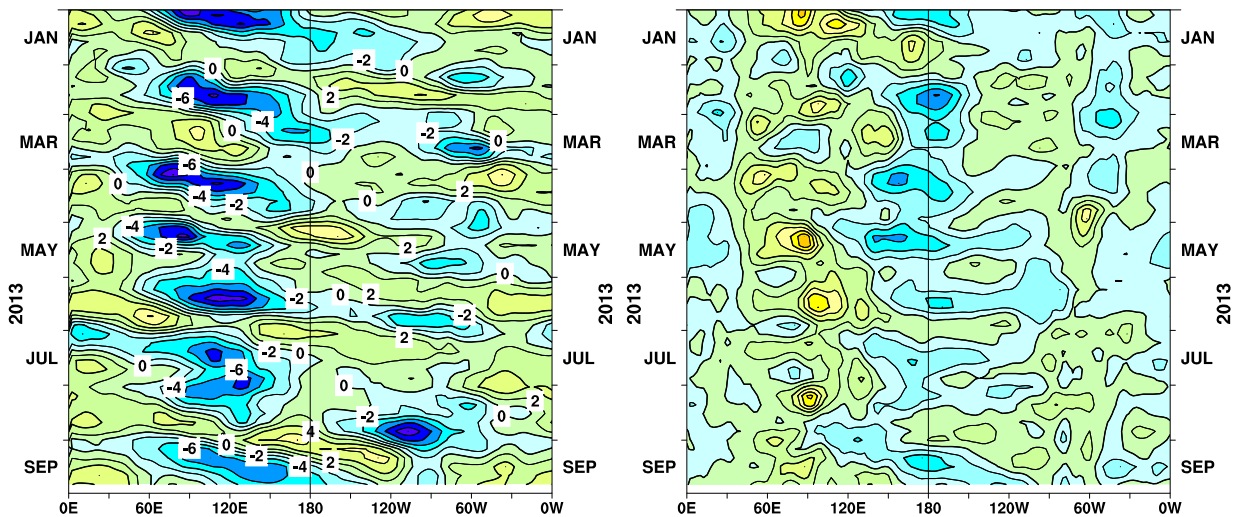 JAN JAN JAN JAN
-2
0 0
-6 2
-4
0 -2 -2
MAR MAR MAR MAR
0
-6 0
0 -4 2
-2 0
-4
2 -2 2
MAY MAY MAY MAY
-4 0
-2 0 2
2013 2013 2013 2013
-2
2
JUL -2 0 JUL JUL JUL
0 -6
-4 0
2
-2 0
4
-6 0
-2 2
SEP -4 SEP SEP SEP
0E 60E 120E 180 120W 60W 0W 0E 60E 120E 180 120W 60W 0W